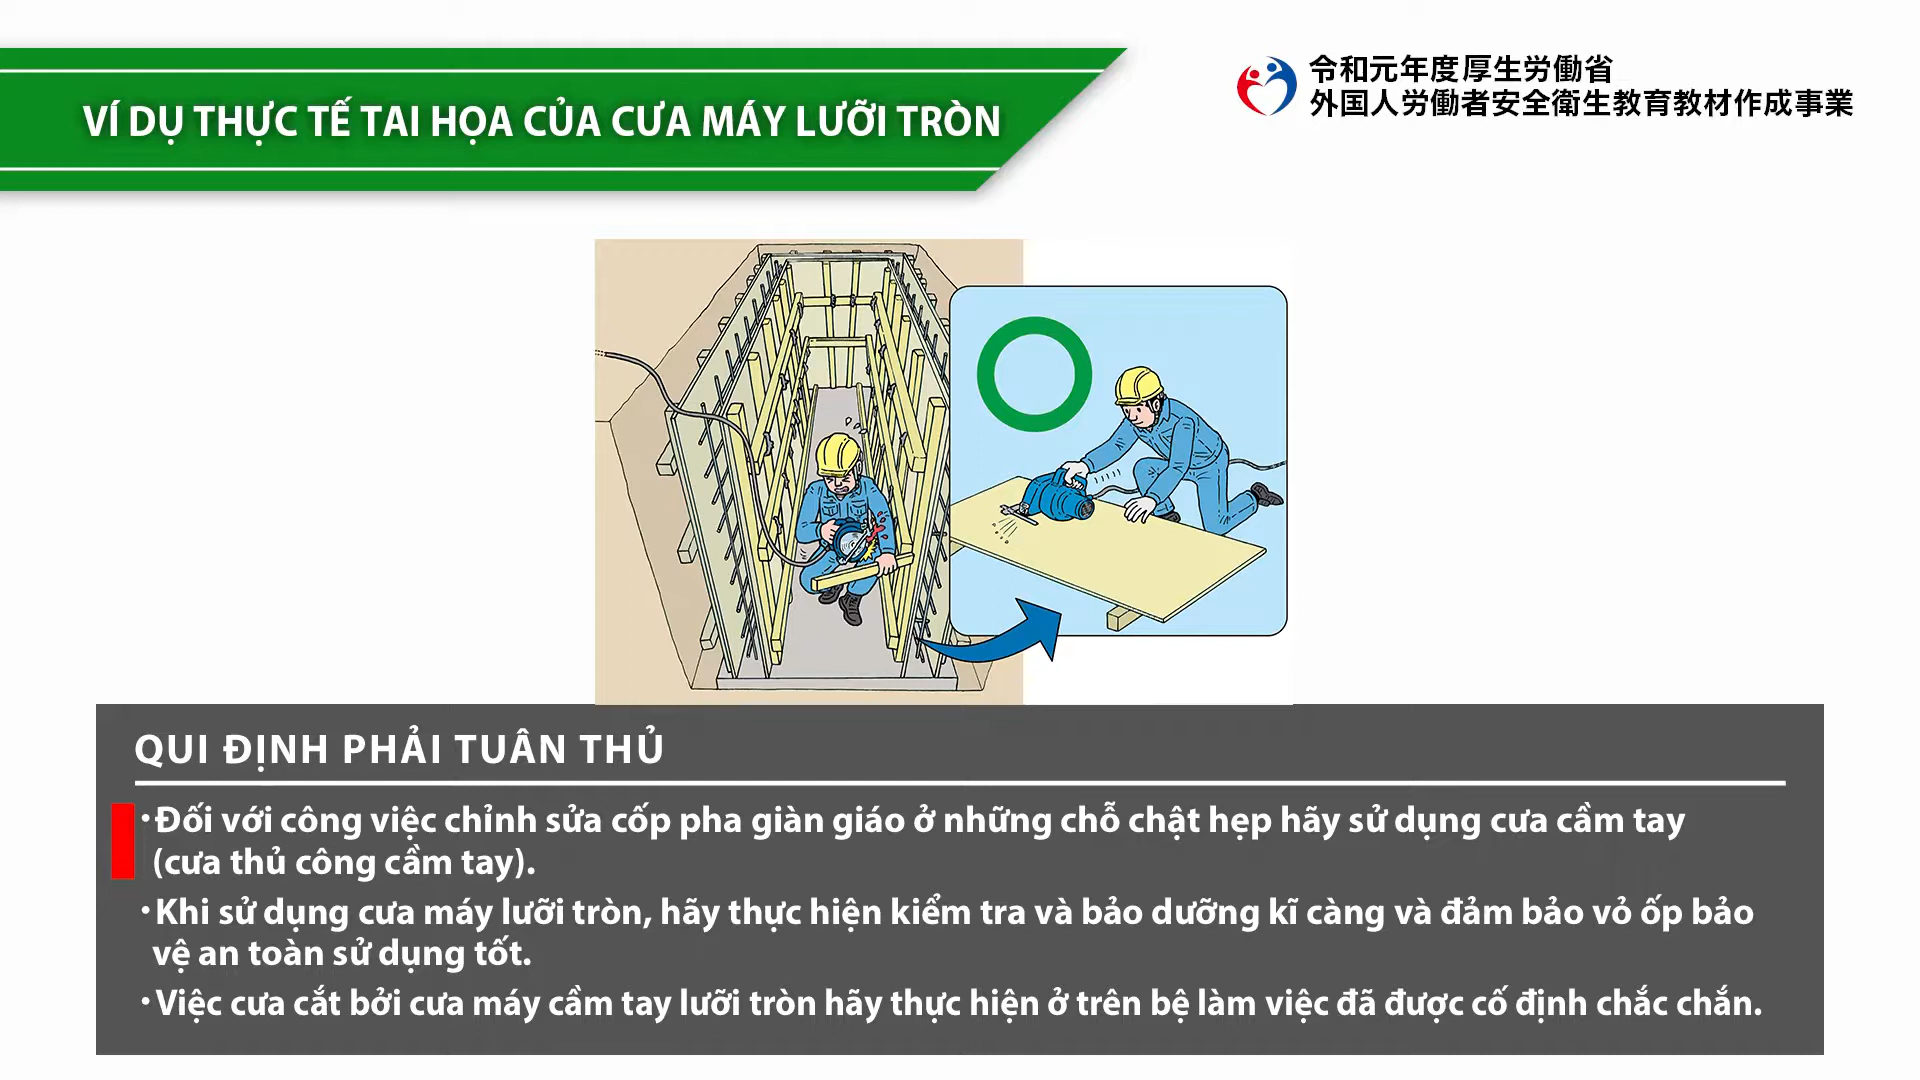 VÍ DỤ THỰC TẾ TAI HỌA CỦA CƯA MÁY LƯỠI TRÒN
令和元年度厚生労働省
外国人労働者安全衛生教育教材作成事業
QUI ĐỊNH PHẢI TUÂN THỦ
・Đối với công việc chỉnh sửa cốp pha giàn giáo ở những chỗ chật hẹp hãy sử dụng cưa cầm tay
(cưa thủ công cầm tay).
・Khi sử dụng cưa máy lưỡi tròn, hãy thực hiện kiểm tra và bảo dưỡng kĩ càng và đảm bảo vỏ ốp bảo
vệ an toàn sử dụng tốt.
・Việc cưa cắt bởi cưa máy cầm tay lưỡi tròn hãy thực hiện ở trên bệ làm việc đã được cố định chắc chắn.